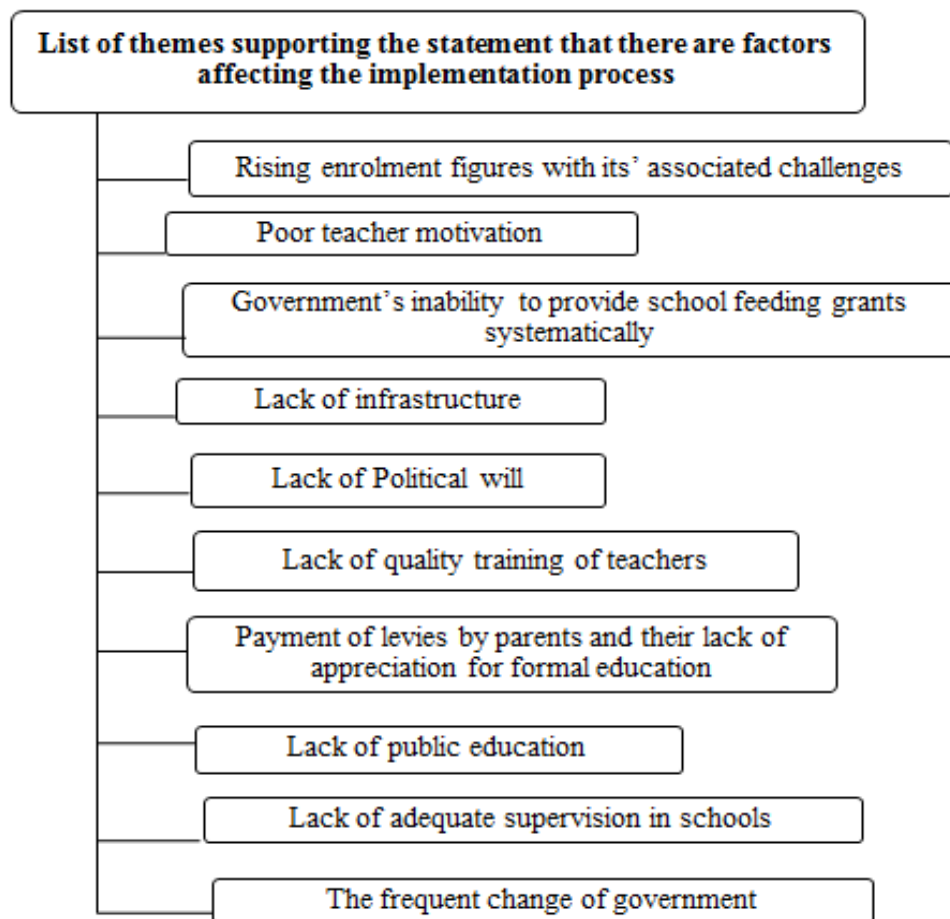 List of themes supporting the statement that there are factors
affecting the implementation process
Rising enrolment figures with its’ associated challenges
Poor teacher motivation
Government’s inability to provide school feeding grants
systematically
Lack of infrastructure
Lack of Political will
Lack of quality training of teachers
Payment of levies by parents and their lack of
appreciation for formal education
Lack of public education
Lack of adequate supervision in schools
The frequent change of government